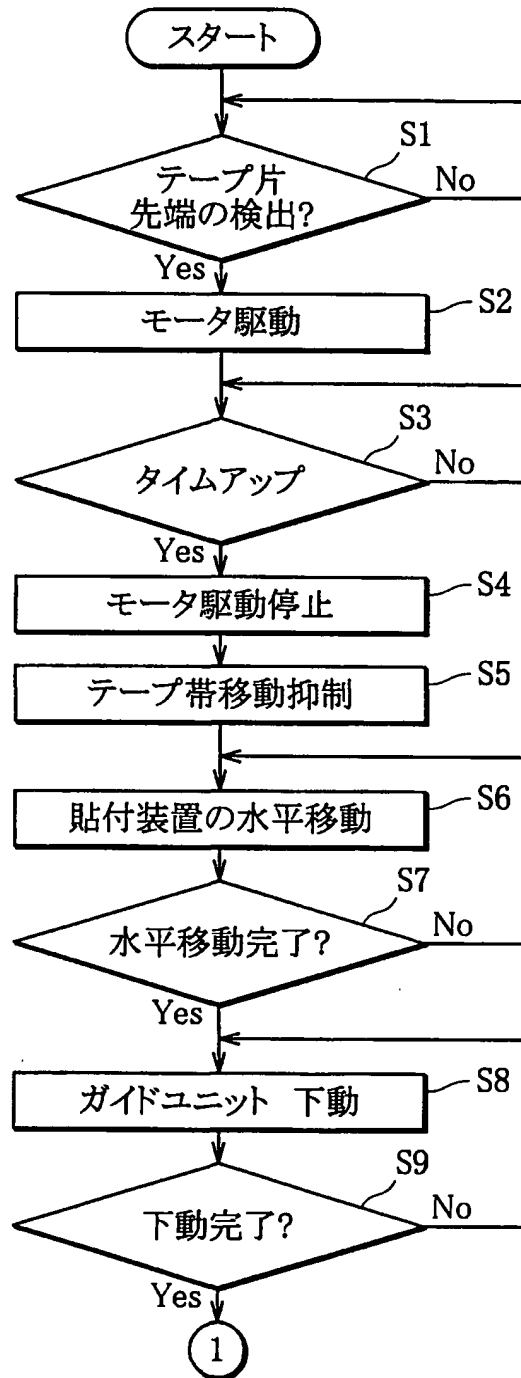 スタート
S1
テープ片
先端の検出?
No
Yes
モータ駆動
S2
S3
タイムアップ
No
Yes
モータ駆動停止
S4
テープ帯移動抑制
S5
貼付装置の水平移動
S6
S7
水平移動完了?
No
Yes
ガイドユニット 下動
S8
S9
下動完了?
No
Yes
1